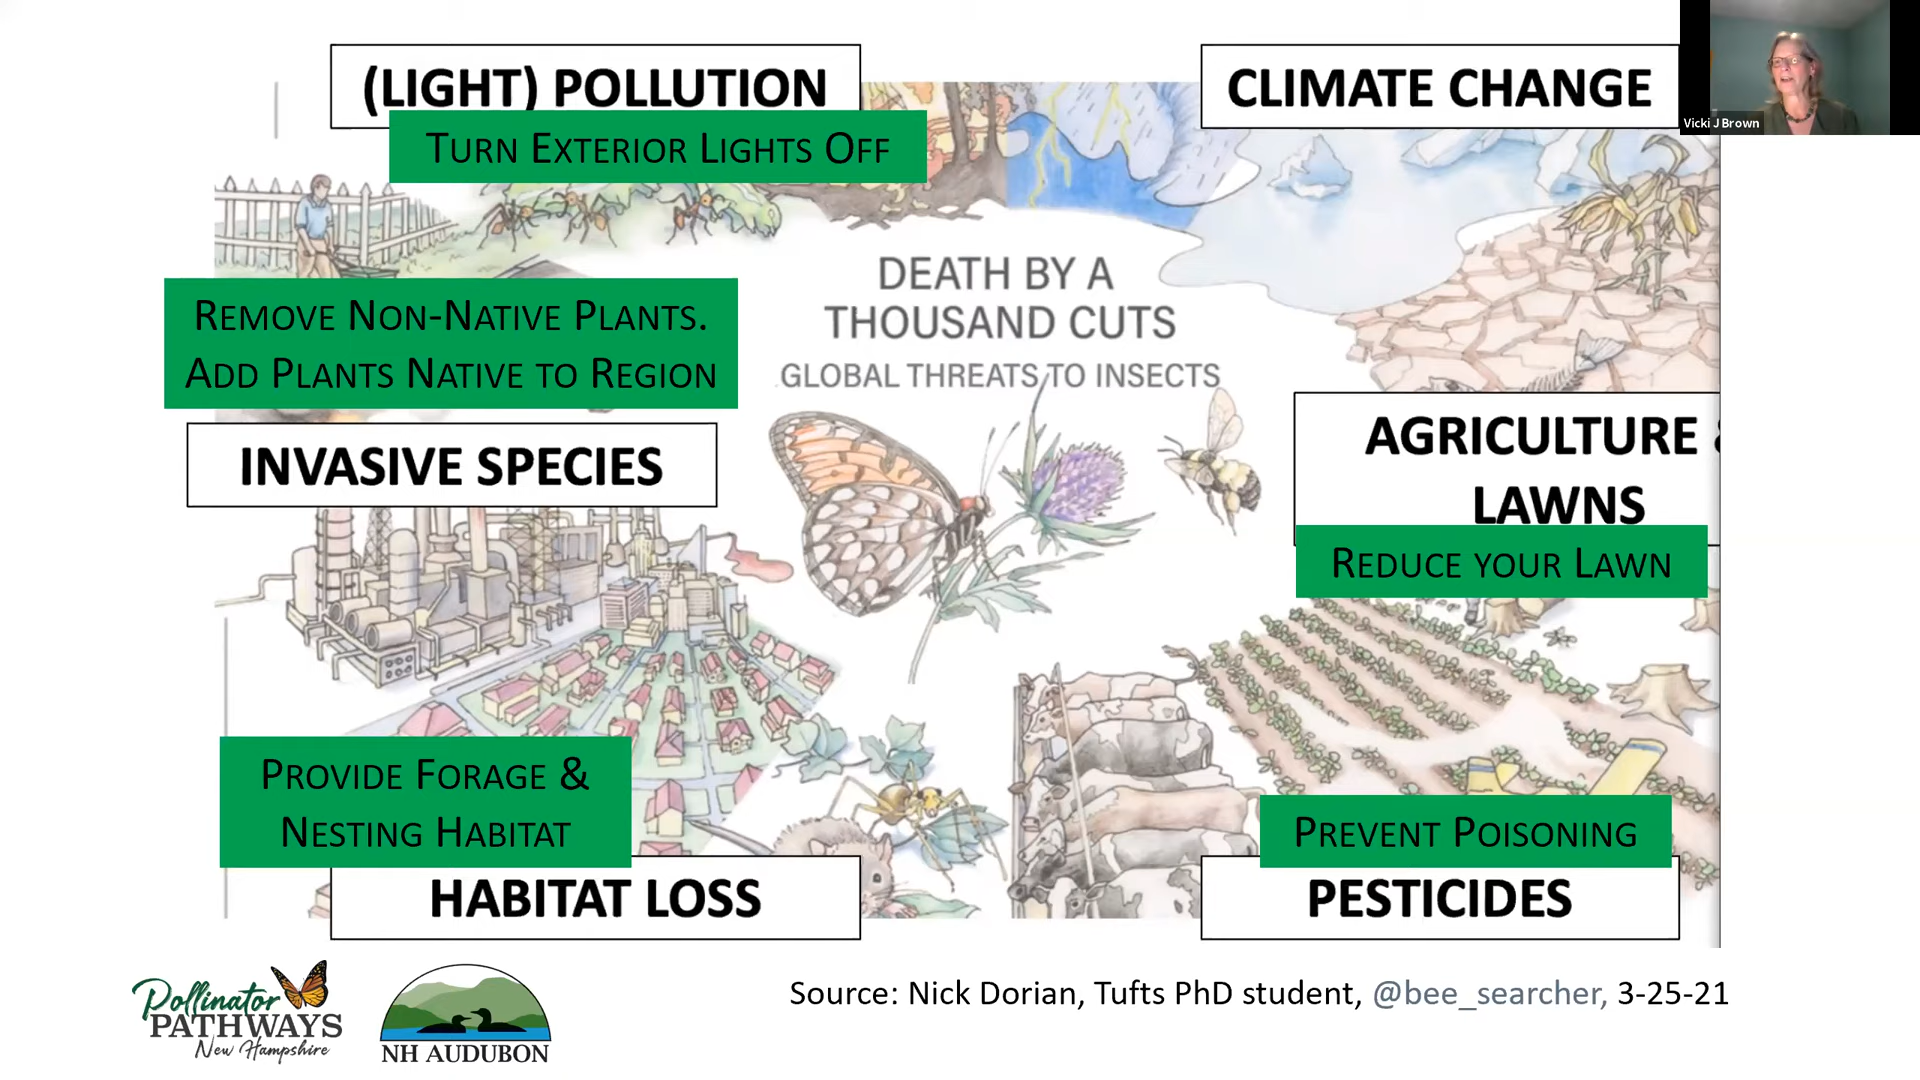 (LIGHT) POLLUTION
TURN EXTERIOR LIGHTS OFF
CLIMATE CHANGE
Vicki J Brown
DEATH BY A
THOUSAND CUTS
GLOBAL THREATS TO INSECTS
REMOVE NON-NATIVE PLANTS.
ADD PLANTS NATIVE TO REGION
INVASIVE SPECIES
AGRICULTURE &
LAWNS
REDUCE YOUR LAWN
PROVIDE FORAGE &
NESTING HABITAT
HABITAT LOSS
PREVENT POISONING
PESTICIDES
Pollinator
PATHWAYS
New Hampshire
NH AUDUBON
Source: Nick Dorian, Tufts PhD student, @bee_searcher, 3-25-21